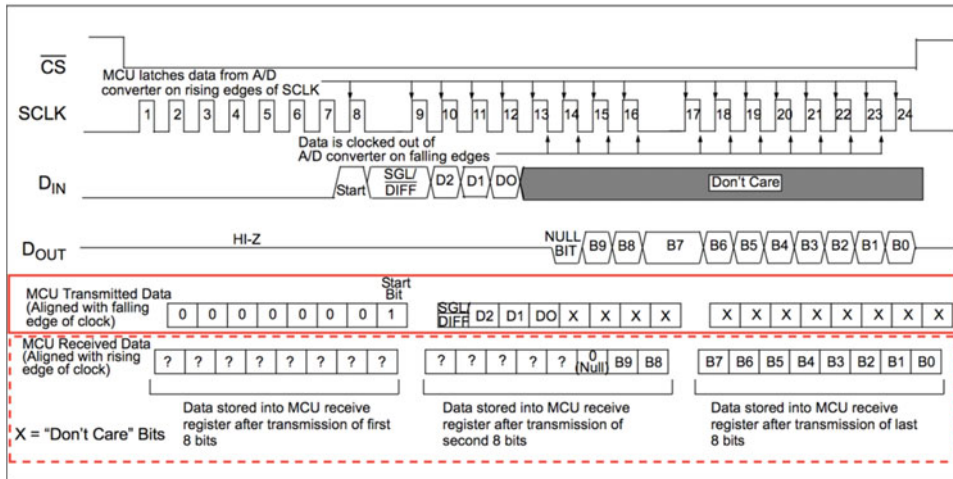 CS
MCU latches data from A/D
converter on rising edges of SCLK
SCLK
1 2 3 4 5 6 7 8 9 10 11 12 13 14 15 16 17 18 19 20 21 22 23 24
Data is clocked out of
A/D converter on falling edges
DIN
Start SGL/DIFF D2 D1 DO Don't Care
DOUT
HI-Z
NULL BIT B9 B8 B7 B6 B5 B4 B3 B2 B1 B0
MCU Transmitted Data
(Aligned with falling
edge of clock)
Start
Bit
0 0 0 0 0 0 0 1
SGL/DIFF D2 D1 DO X X X X
X X X X X X X X
MCU Received Data
(Aligned with rising
edge of clock)
? ? ? ? ? ? ? ?
? ? ? ? ? 0 (Null) B9 B8
B7 B6 B5 B4 B3 B2 B1 B0
X = “Don't Care” Bits
Data stored into MCU receive
register after transmission of first
8 bits
Data stored into MCU receive
register after transmission of
second 8 bits
Data stored into MCU receive
register after transmission of last
8 bits